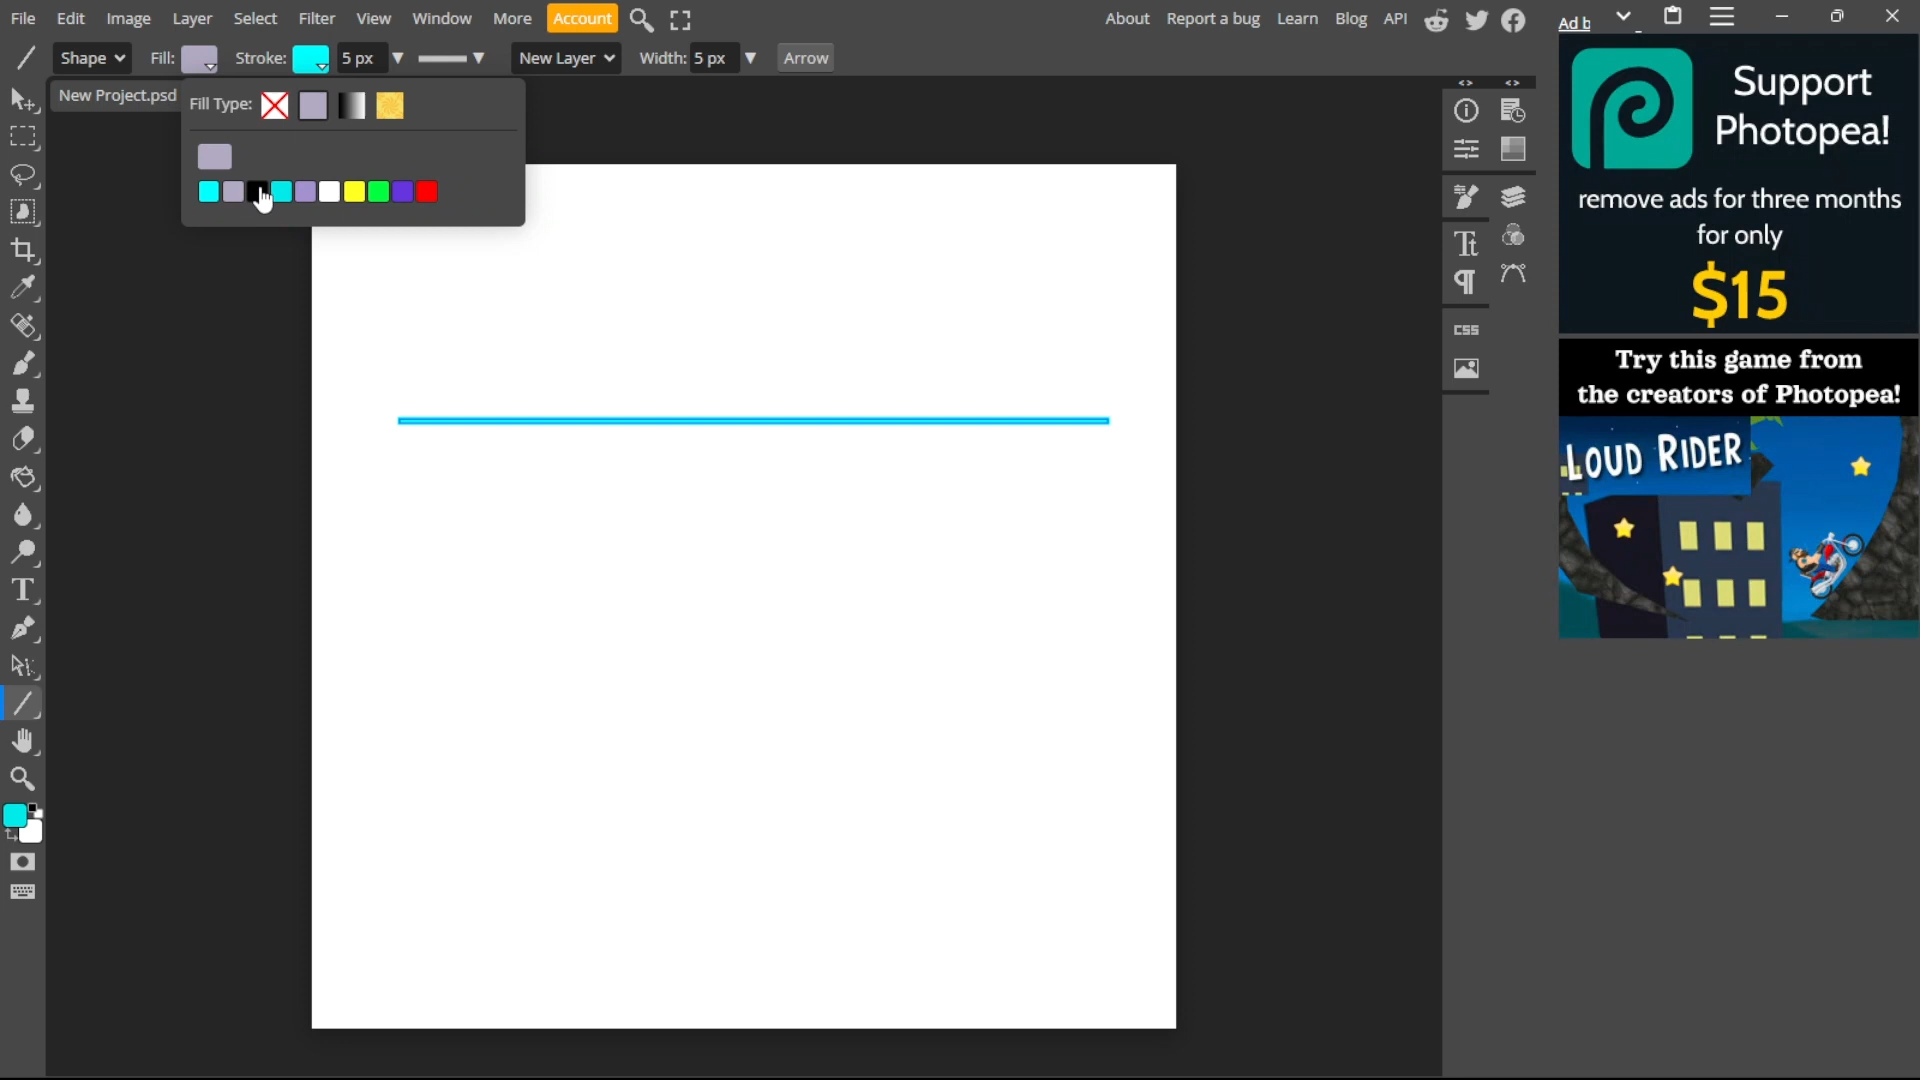 File Edit Image Layer Select Filter View Window More Account About Report a bug Learn Blog API Ad b
Shape Fill: Stroke: 5 px New Layer Width: 5 px Arrow
New Project.psd
Fill Type:
Tt
CSS
T
Support
Photopea!
remove ads for three months
for only
$15
Try this game from
the creators of Photopea!
LOUD RIDER